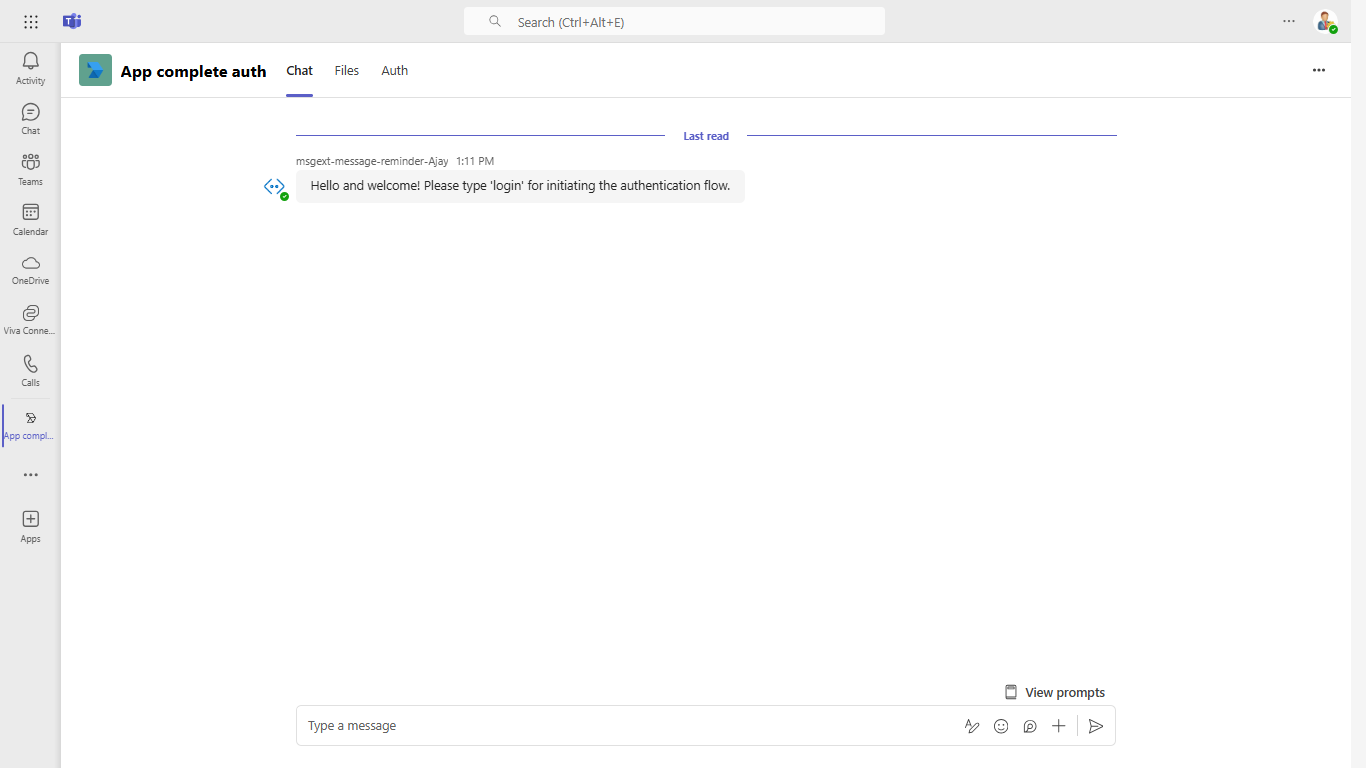 Search (Ctrl+Alt+E)
Activity
Chat
Teams
Calendar
OneDrive
Viva Conne...
Calls
App compl...
Apps
App complete auth
Chat
Files
Auth
Last read
msgext-message-reminder-Ajay 1:11 PM
Hello and welcome! Please type 'login' for initiating the authentication flow.
View prompts
Type a message